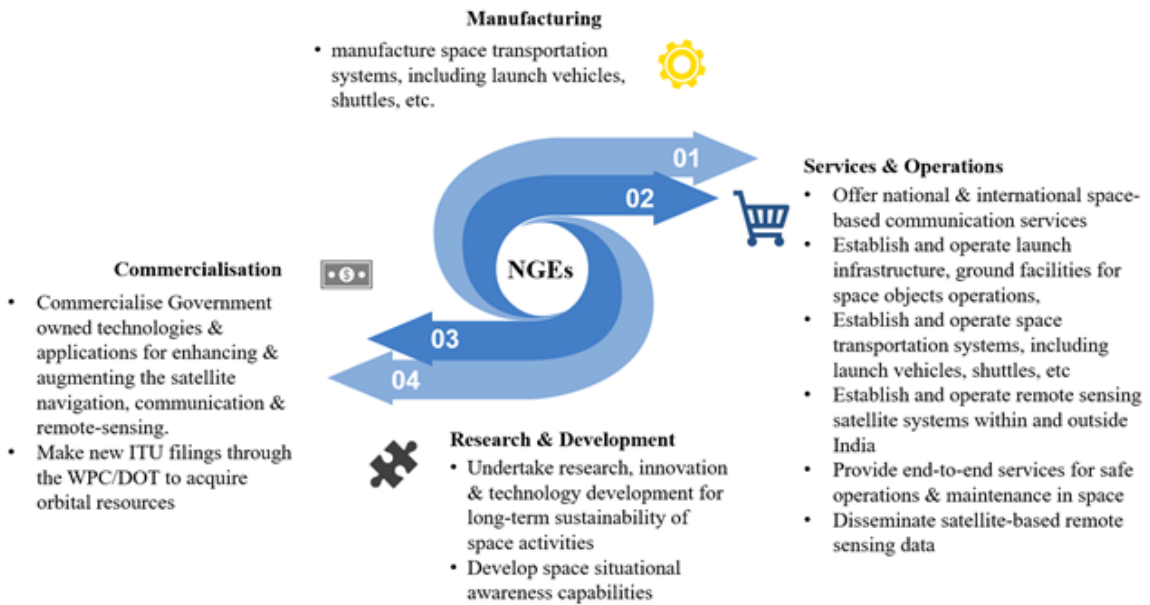 Manufacturing
• manufacture space transportation
systems, including launch vehicles,
shuttles, etc.
01
02
NGEs
03
04
Services & Operations
• Offer national & international space-
based communication services
• Establish and operate launch
infrastructure, ground facilities for
space objects operations,
• Establish and operate space
transportation systems, including
launch vehicles, shuttles, etc
• Establish and operate remote sensing
satellite systems within and outside
India
• Provide end-to-end services for safe
operations & maintenance in space
• Disseminate satellite-based remote
sensing data
Commercialisation
$
• Commercialise Government
owned technologies &
applications for enhancing &
augmenting the satellite
navigation, communication &
remote-sensing.
• Make new ITU filings through
the WPC/DOT to acquire
orbital resources
Research & Development
• Undertake research, innovation
& technology development for
long-term sustainability of
space activities
• Develop space situational
awareness capabilities